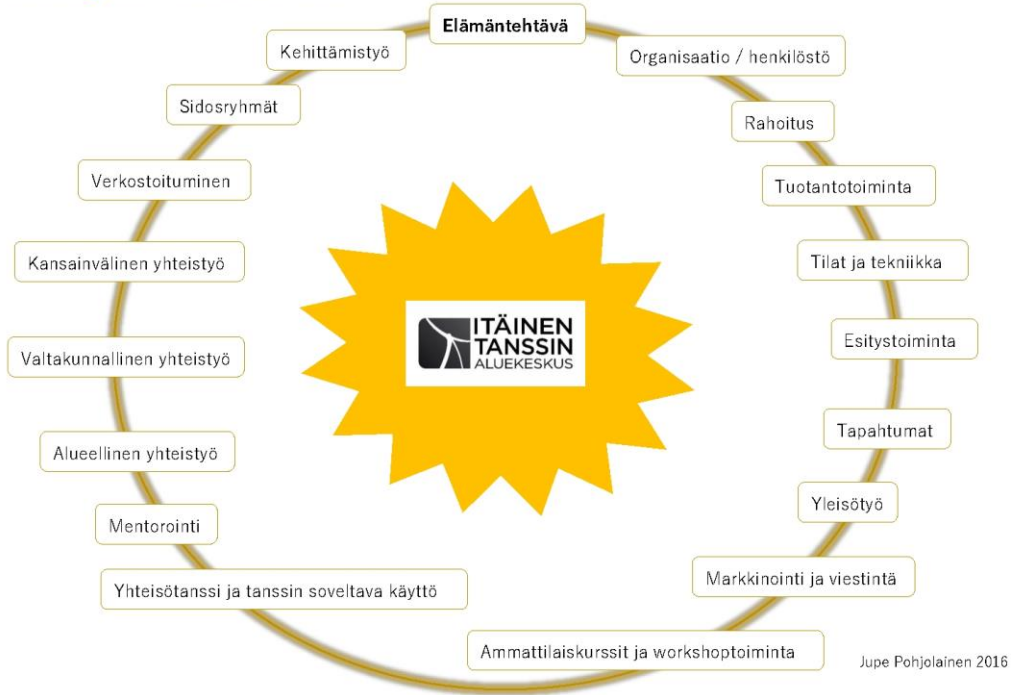 Elämäntehtävä
Organisaatio / henkilöstö
Rahoitus
Tuotantotoiminta
Tilat ja tekniikka
Esitystoiminta
Tapahtumat
Yleisötyö
Markkinointi ja viestintä
Ammattilaiskurssit ja workshoptoiminta
Yhteisötanssi ja tanssin soveltava käyttö
Mentorointi
Alueellinen yhteistyö
Valtakunnallinen yhteistyö
Kansainvälinen yhteistyö
Verkostoituminen
Sidosryhmät
Kehittämistyö
ITÄINEN
TANSSIN
ALUEKESKUS
Jupe Pohjolainen 2016